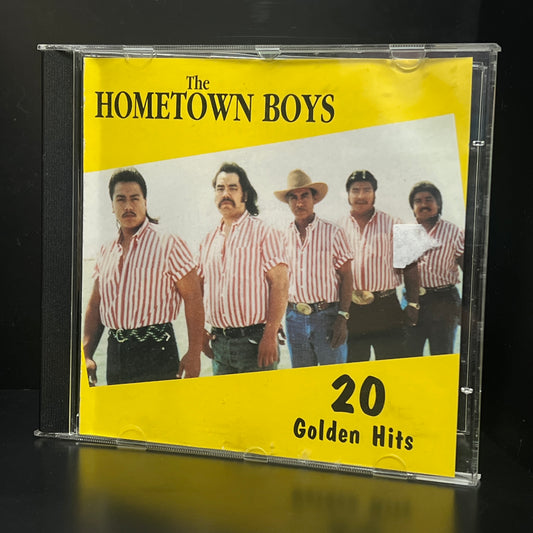 The
HOMETOWN BOYS
20
Golden Hits